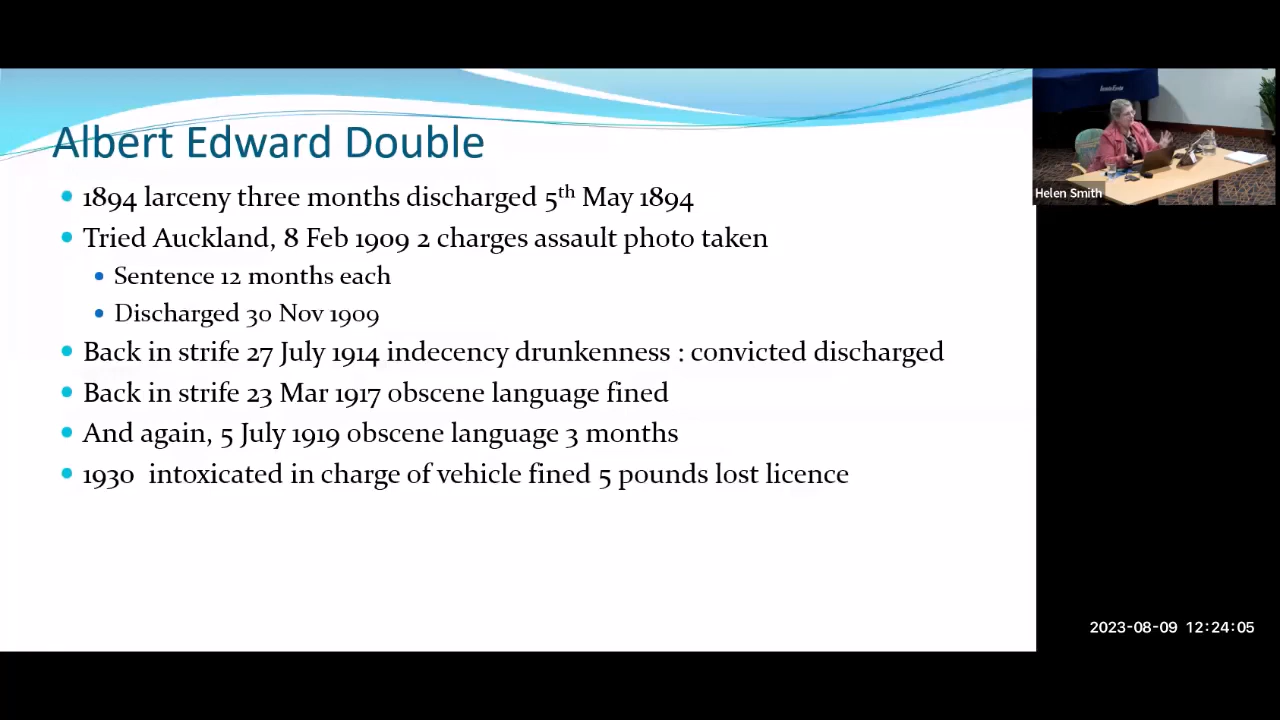 Albert Edward Double
1894 larceny three months discharged 5th May 1894
Tried Auckland, 8 Feb 1909 2 charges assault photo taken
Sentence 12 months each
Discharged 30 Nov 1909
Back in strife 27 July 1914 indecency drunkenness : convicted discharged
Back in strife 23 Mar 1917 obscene language fined
And again, 5 July 1919 obscene language 3 months
1930 intoxicated in charge of vehicle fined 5 pounds lost licence
Helen Smith
2023-08-09 12:24:05